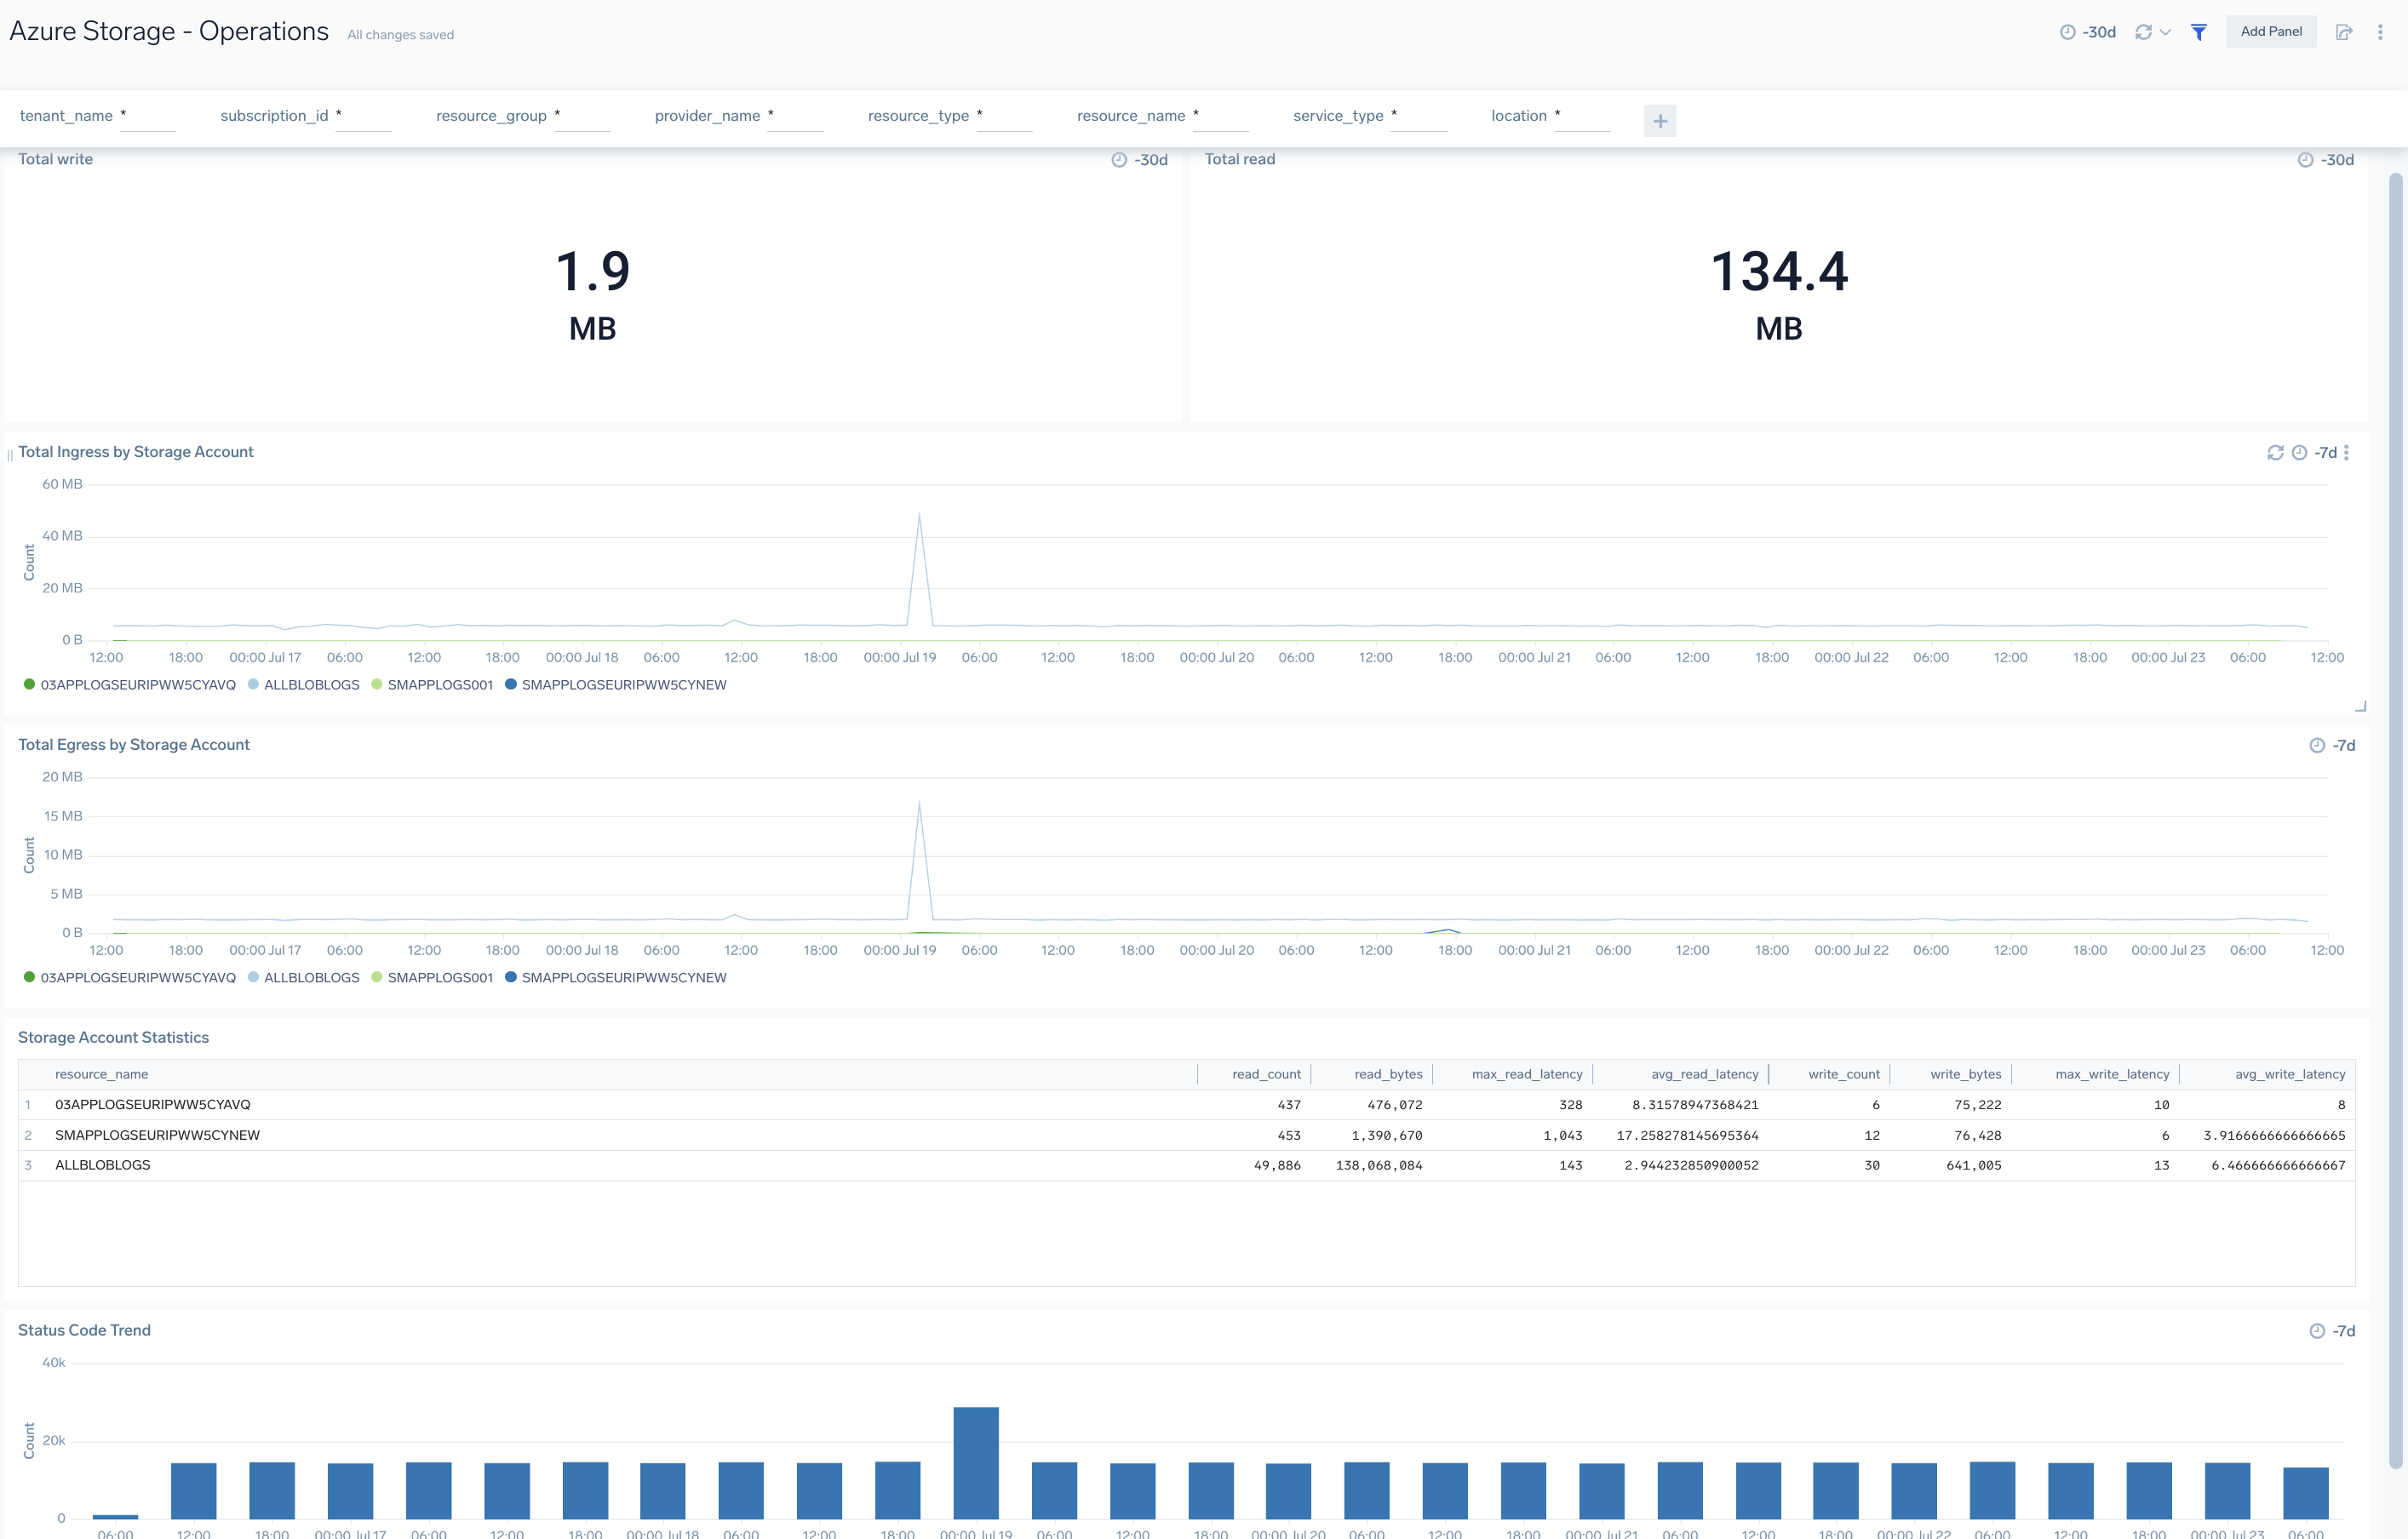 Azure Storage - Operations All changes saved -30d Add Panel
tenant_name * subscription_id * resource_group * provider_name * resource_type * resource_name * service_type * location *
Total write -30d Total read -30d
1.9 134.4
MB MB
Total Ingress by Storage Account -7d
60 MB
40 MB
20 MB
0 B
Count
12:00 18:00 00:00 Jul 17 06:00 12:00 18:00 00:00 Jul 18 06:00 12:00 18:00 00:00 Jul 19 06:00 12:00 18:00 00:00 Jul 20 06:00 12:00 18:00 00:00 Jul 21 06:00 12:00 18:00 00:00 Jul 22 06:00 12:00 18:00 00:00 Jul 23 06:00 12:00
03APPLOGSEURIPWW5CYAVQ ALLBLOBLOGS SMAPPLOGS001 SMAPPLOGSEURIPWW5CYNEW
Total Egress by Storage Account -7d
20 MB
15 MB
10 MB
5 MB
0 B
Count
12:00 18:00 00:00 Jul 17 06:00 12:00 18:00 00:00 Jul 18 06:00 12:00 18:00 00:00 Jul 19 06:00 12:00 18:00 00:00 Jul 20 06:00 12:00 18:00 00:00 Jul 21 06:00 12:00 18:00 00:00 Jul 22 06:00 12:00 18:00 00:00 Jul 23 06:00 12:00
03APPLOGSEURIPWW5CYAVQ ALLBLOBLOGS SMAPPLOGS001 SMAPPLOGSEURIPWW5CYNEW
Storage Account Statistics
resource_name read_count read_bytes max_read_latency avg_read_latency write_count write_bytes max_write_latency avg_write_latency
1 03APPLOGSEURIPWW5CYAVQ 437 476,072 328 8.31578947368421 6 75,222 10 8
2 SMAPPLOGSEURIPWW5CYNEW 453 1,390,670 1,043 17.258278145695364 12 76,428 6 3.9166666666666665
3 ALLBLOBLOGS 49,886 138,068,084 143 2.944232850900052 30 641,005 13 6.466666666666667
Status Code Trend -7d
40k
20k
0
Count
06:00 12:00 18:00 00:00 Jul 17 06:00 12:00 18:00 00:00 Jul 18 06:00 12:00 18:00 00:00 Jul 19 06:00 12:00 18:00 00:00 Jul 20 06:00 12:00 18:00 00:00 Jul 21 06:00 12:00 18:00 00:00 Jul 22 06:00 12:00 18:00 00:00 Jul 23 06:00